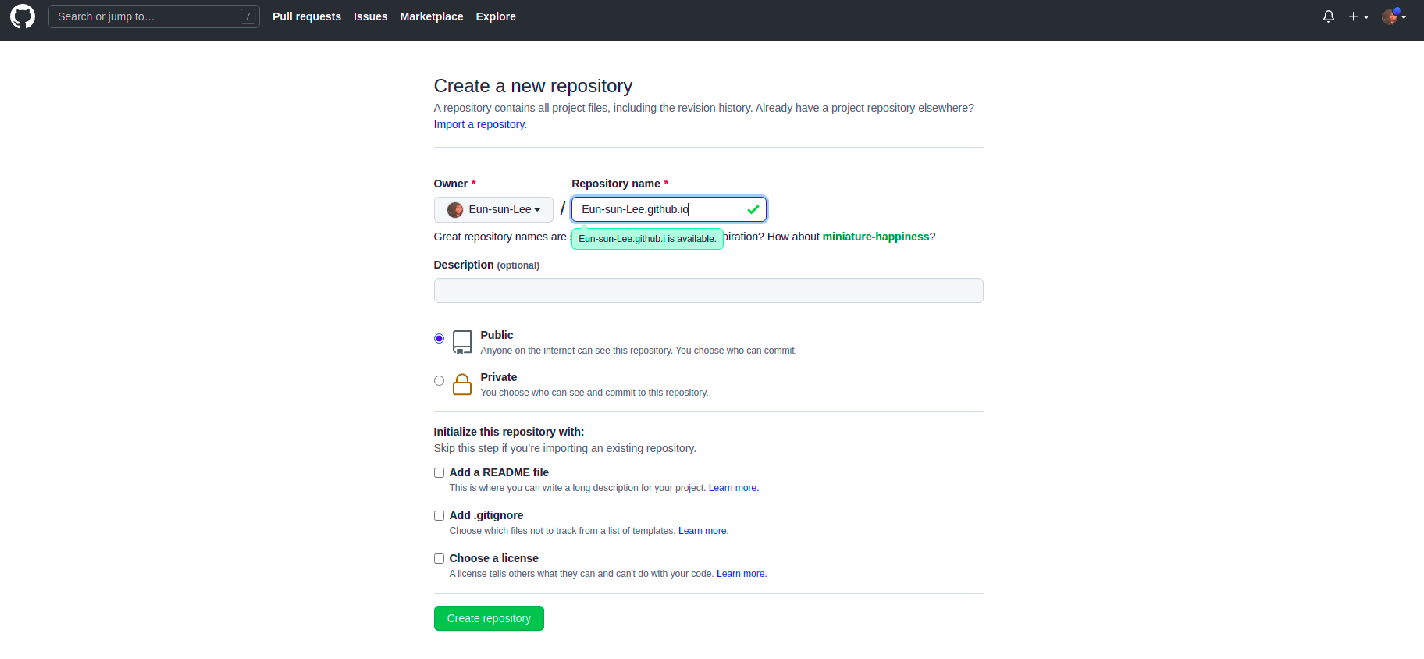 Search or jump to... /
Pull requests Issues Marketplace Explore
Create a new repository
A repository contains all project files, including the revision history. Already have a project repository elsewhere?
Import a repository.
Owner * Repository name *
Eun-sun-Lee / Eun-sun-Lee.github.io
Great repository names are Eun-sun-Lee.github.i is available. How about miniature-happiness?
Description (optional)
Public
Anyone on the internet can see this repository. You choose who can commit.
Private
You choose who can see and commit to this repository.
Initialize this repository with:
Skip this step if you're importing an existing repository.
Add a README file
This is where you can write a long description for your project. Learn more.
Add .gitignore
Choose which files not to track from a list of templates. Learn more.
Choose a license
A license tells others what they can and can't do with your code. Learn more.
Create repository